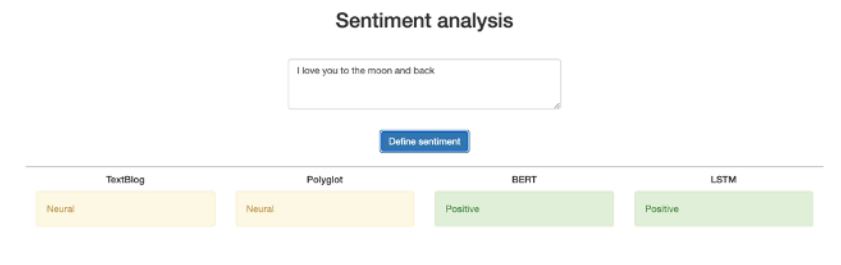 Sentiment analysis
I love you to the moon and back
Define sentiment
TextBlog Polyglot BERT LSTM
Neural Neural Positive Positive